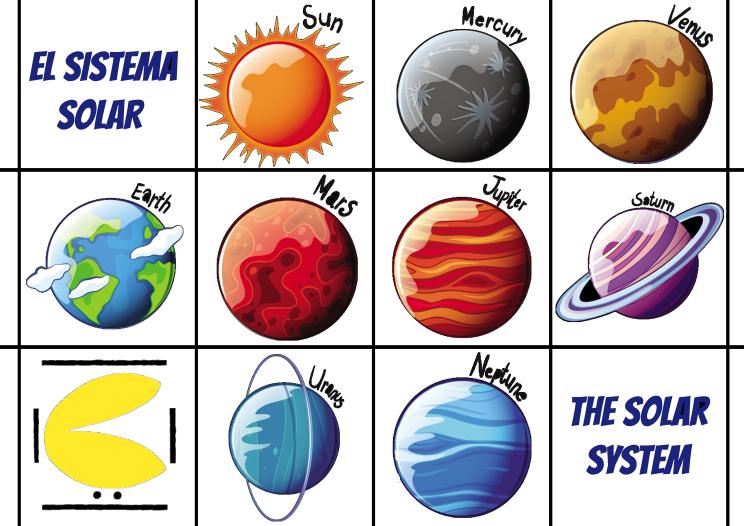 EL SISTEMA
SOLAR
Sun
Mercury
Venus
Earth
Mars
Jupiter
Saturn
Uranus
Neptune
THE SOLAR
SYSTEM